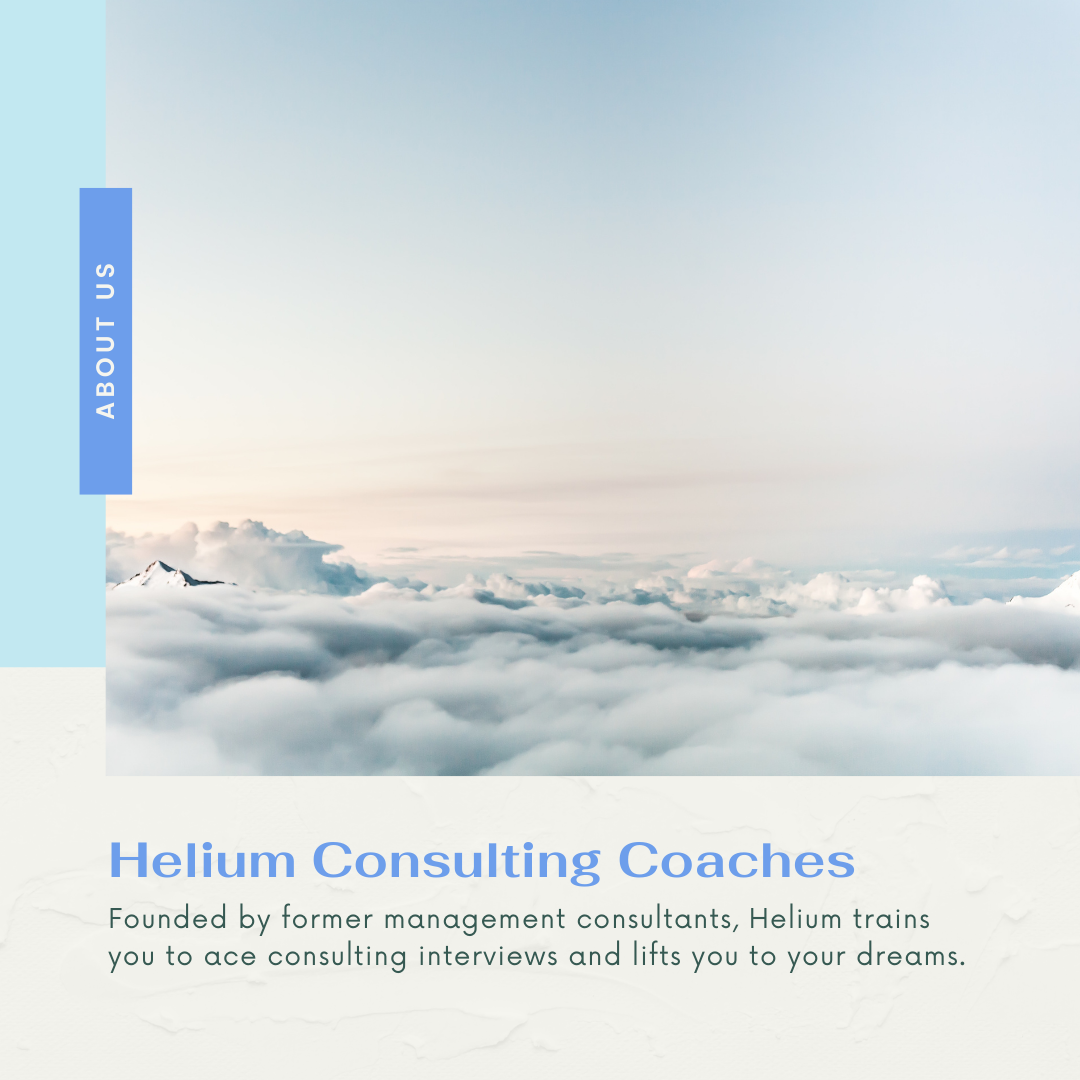 ABOUT US
Helium Consulting Coaches
Founded by former management consultants, Helium trains
you to ace consulting interviews and lifts you to your dreams.